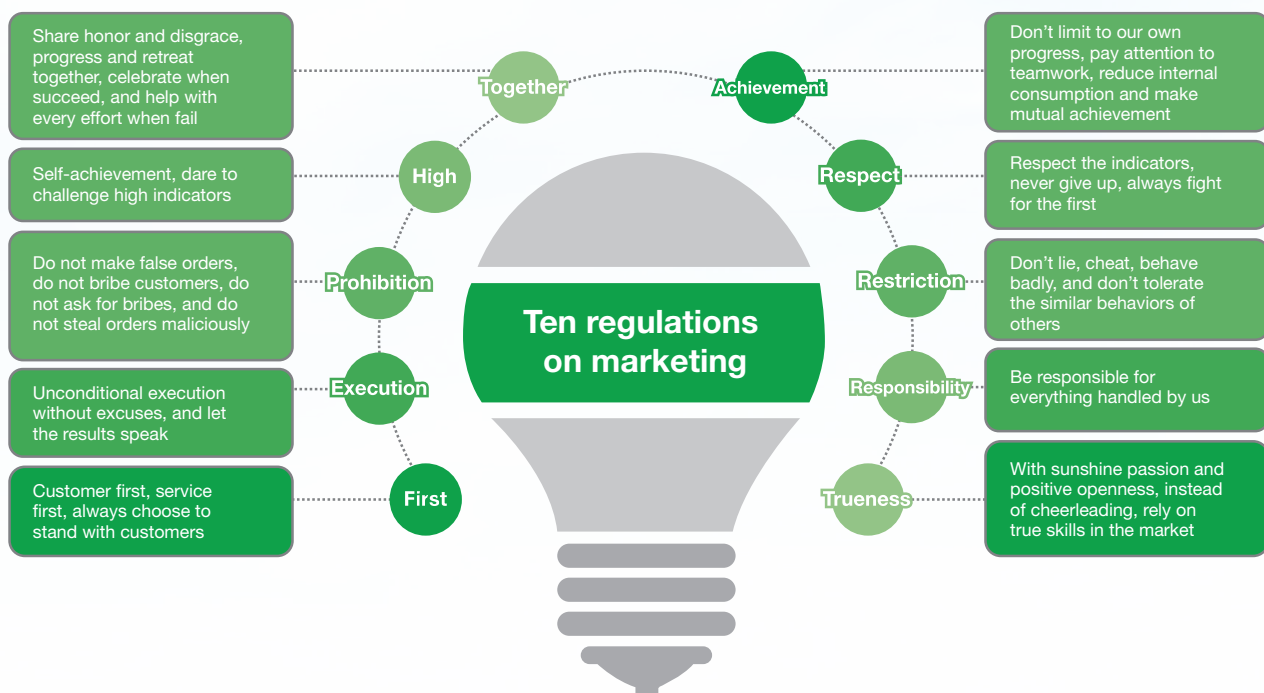 Share honor and disgrace,
progress and retreat
together, celebrate when
succeed, and help with
every effort when fail
Together
Self-achievement, dare to
challenge high indicators
High
Do not make false orders,
do not bribe customers, do
not ask for bribes, and do
not steal orders maliciously
Prohibition
Unconditional execution
without excuses, and let
the results speak
Execution
Customer first, service
first, always choose to
stand with customers
First
Ten regulations
on marketing
Achievement
Don’t limit to our own
progress, pay attention to
teamwork, reduce internal
consumption and make
mutual achievement
Respect
Respect the indicators,
never give up, always fight
for the first
Restriction
Don’t lie, cheat, behave
badly, and don’t tolerate
the similar behaviors of
others
Responsibility
Be responsible for
everything handled by us
Trueness
With sunshine passion and
positive openness, instead
of cheerleading, rely on
true skills in the market